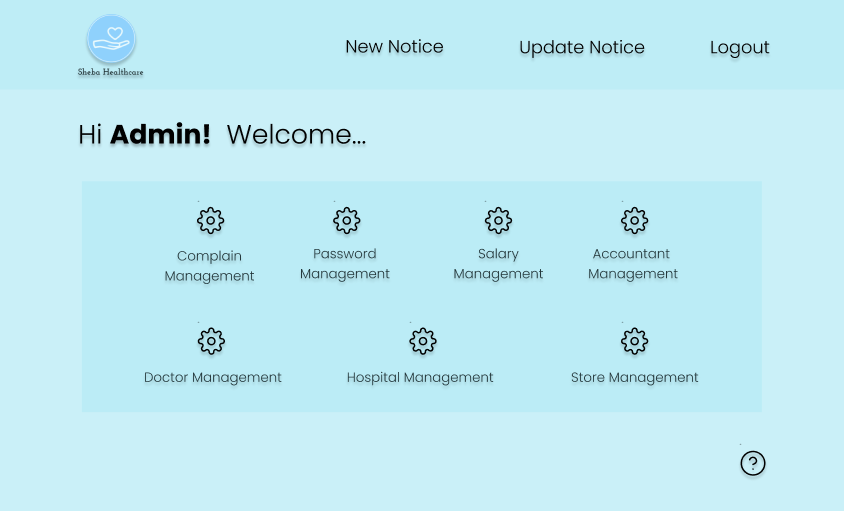 Sheba Healthcare
New Notice
Update Notice
Logout
Hi Admin! Welcome...
Complain
Management
Password
Management
Salary
Management
Accountant
Management
Doctor Management
Hospital Management
Store Management
?